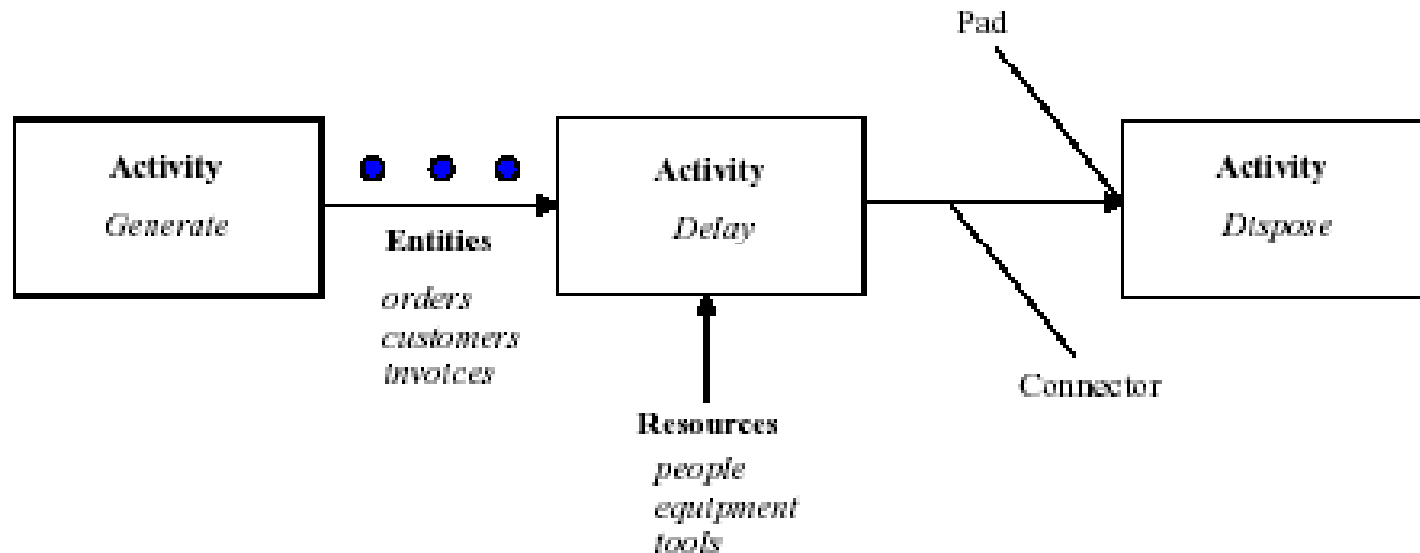 Pad
Activity
Generate
Activity
Delay
Activity
Dispose
Entities
orders
customers
invoices
Connector
Resources
people
equipment
tools